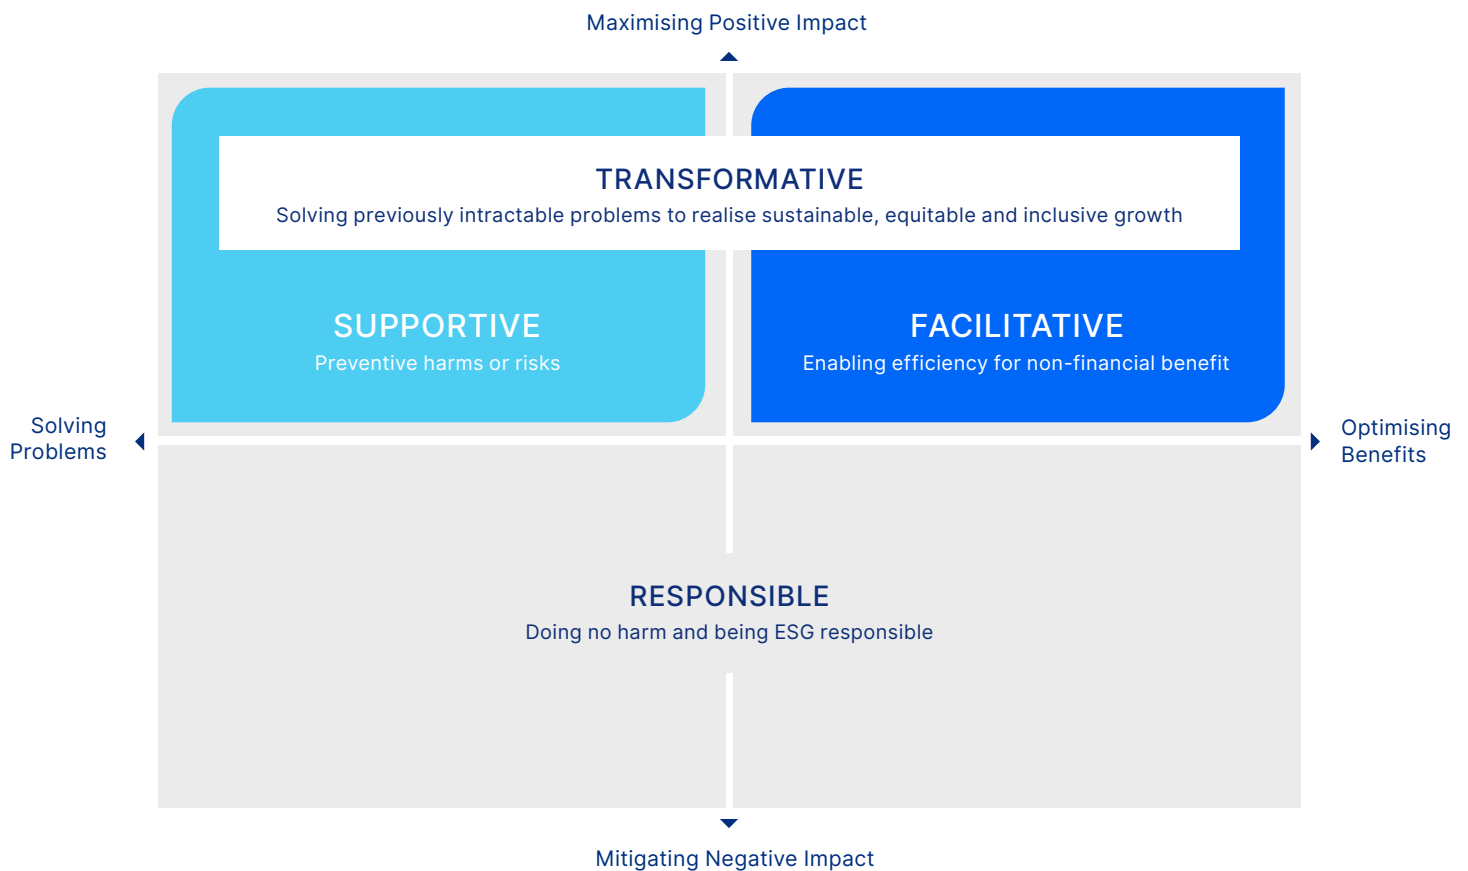 Maximising Positive Impact
TRANSFORMATIVE
Solving previously intractable problems to realise sustainable, equitable and inclusive growth
SUPPORTIVE
Preventive harms or risks
FACILITATIVE
Enabling efficiency for non-financial benefit
Solving
Problems
Optimising
Benefits
RESPONSIBLE
Doing no harm and being ESG responsible
Mitigating Negative Impact